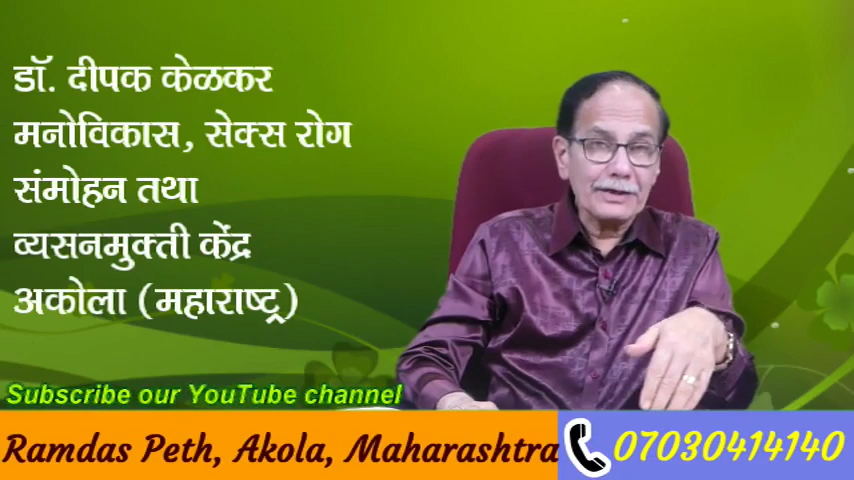 डॉ. दीपक केळकर
मनोविकास, सेक्स रोग
संमोहन तथा
व्यसनमुक्ती केंद्र
अकोला (महाराष्ट्र)
Subscribe our YouTube channel
Ramdas Peth, Akola, Maharashtra
07030414140